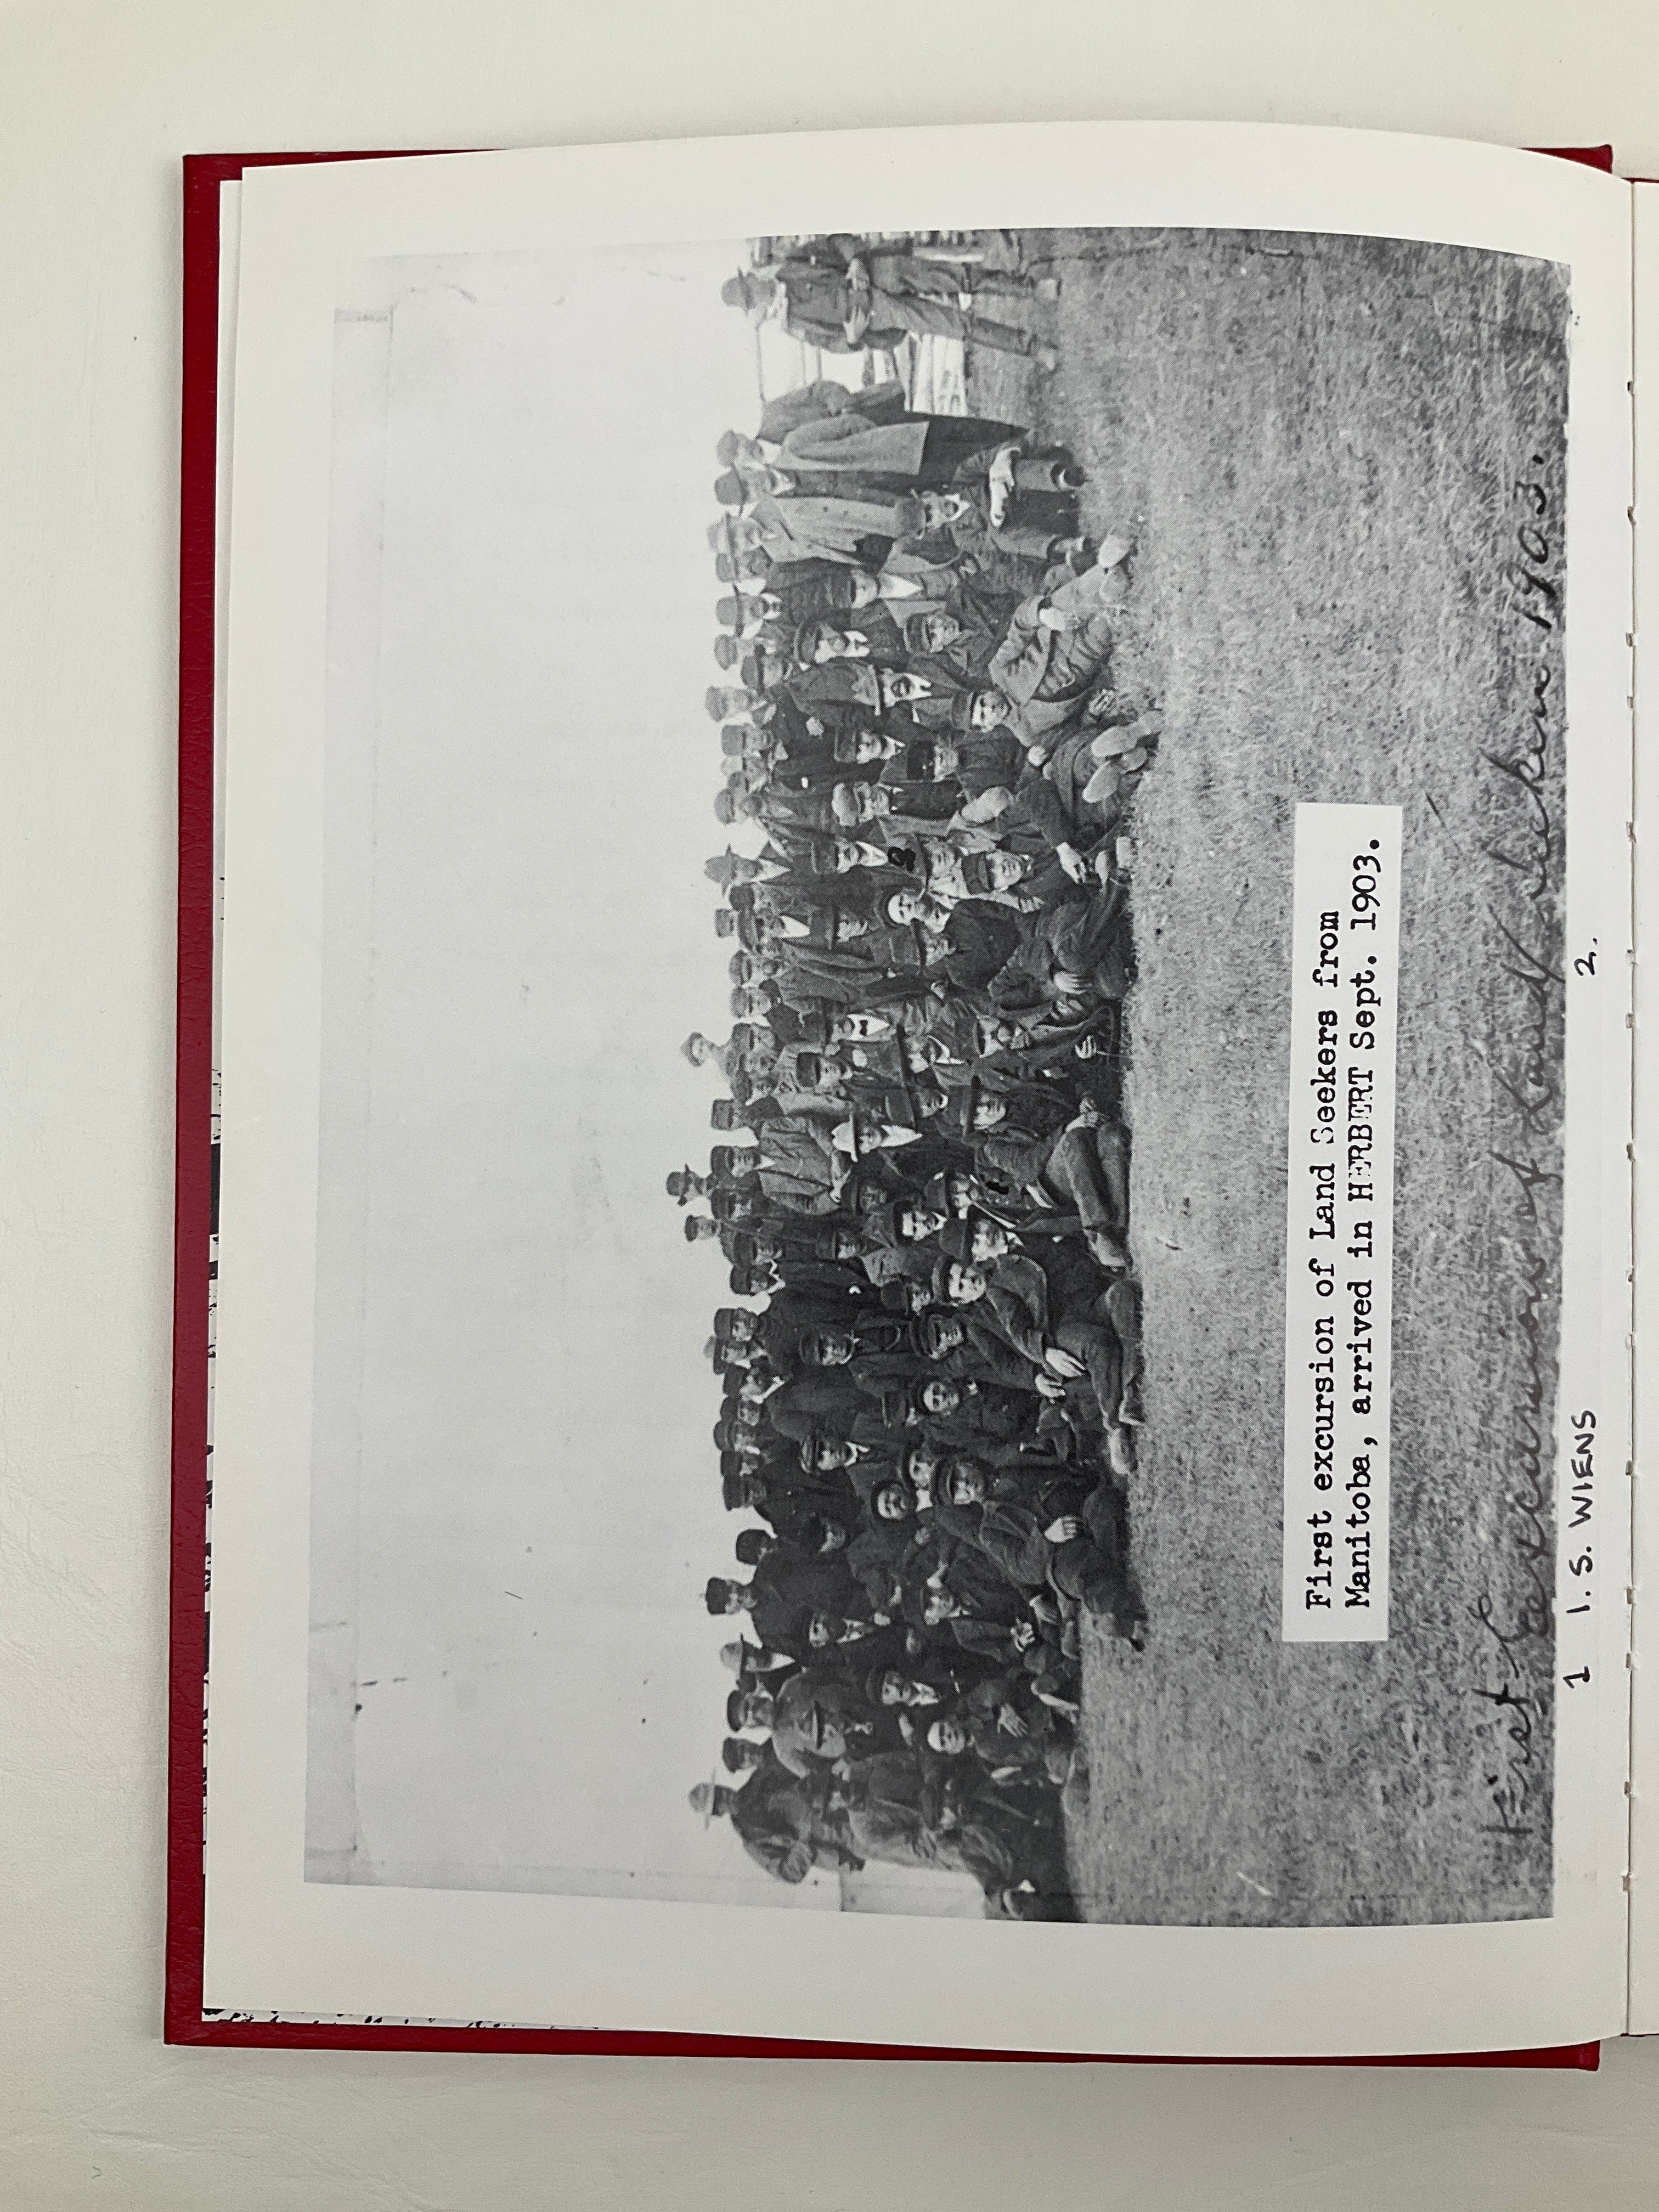 First excursion of Land Seekers from
Manitoba, arrived in HERBERT Sept. 1903.
First Excursion of Land Seeken 1903.
1 I. S. WIENS 2.